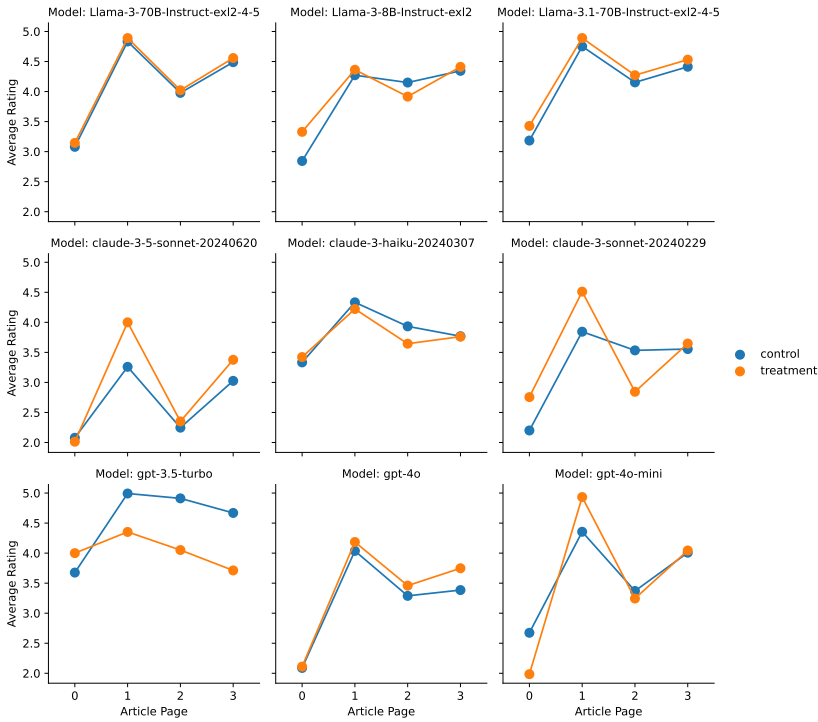 Model: Llama-3-70B-Instruct-exl2-4-5
Model: Llama-3-8B-Instruct-exl2
Model: Llama-3.1-70B-Instruct-exl2-4-5
5.0
4.5
4.0
3.5
3.0
2.5
2.0
Average Rating
Model: claude-3-5-sonnet-20240620
Model: claude-3-haiku-20240307
Model: claude-3-sonnet-20240229
5.0
4.5
4.0
3.5
3.0
2.5
2.0
Average Rating
control
treatment
Model: gpt-3.5-turbo
Model: gpt-4o
Model: gpt-4o-mini
5.0
4.5
4.0
3.5
3.0
2.5
2.0
Average Rating
0 1 2 3
0 1 2 3
0 1 2 3
Article Page
Article Page
Article Page